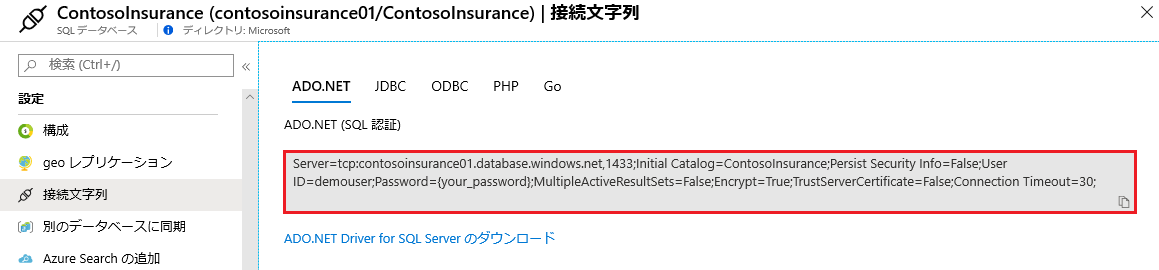 ContosoInsurance (contosoinsurance01/ContosoInsurance) | 接続文字列
SQL データベース
ディレクトリ: Microsoft
検索 (Ctrl+/)
設定
構成
geo レプリケーション
接続文字列
別のデータベースに同期
Azure Search の追加
ADO.NET JDBC ODBC PHP Go
ADO.NET (SQL 認証)
Server=tcp:contosoinsurance01.database.windows.net,1433;Initial Catalog=ContosoInsurance;Persist Security Info=False;User
ID=demouser;Password={your_password};MultipleActiveResultSets=False;Encrypt=True;TrustServerCertificate=False;Connection Timeout=30;
ADO.NET Driver for SQL Server のダウンロード